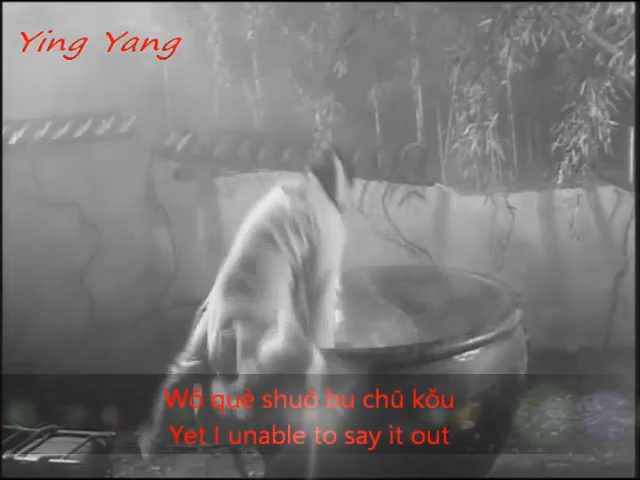 Ying Yang
Wǒ què shuō bu chū kǒu
Yet I unable to say it out